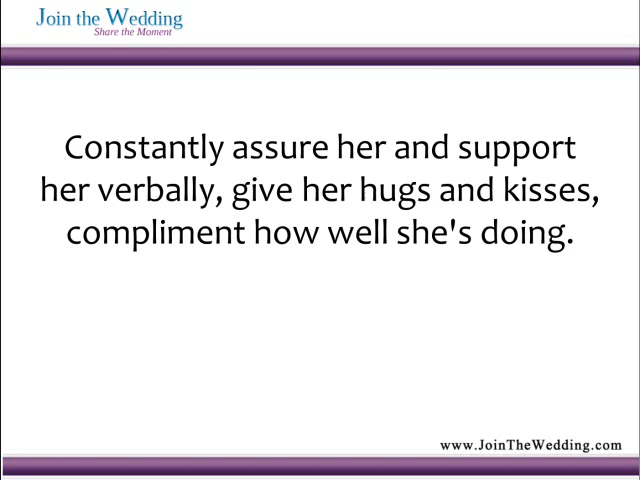 Join the Wedding
Share the Moment
Constantly assure her and support
her verbally, give her hugs and kisses,
compliment how well she's doing.
www.JoinTheWedding.com